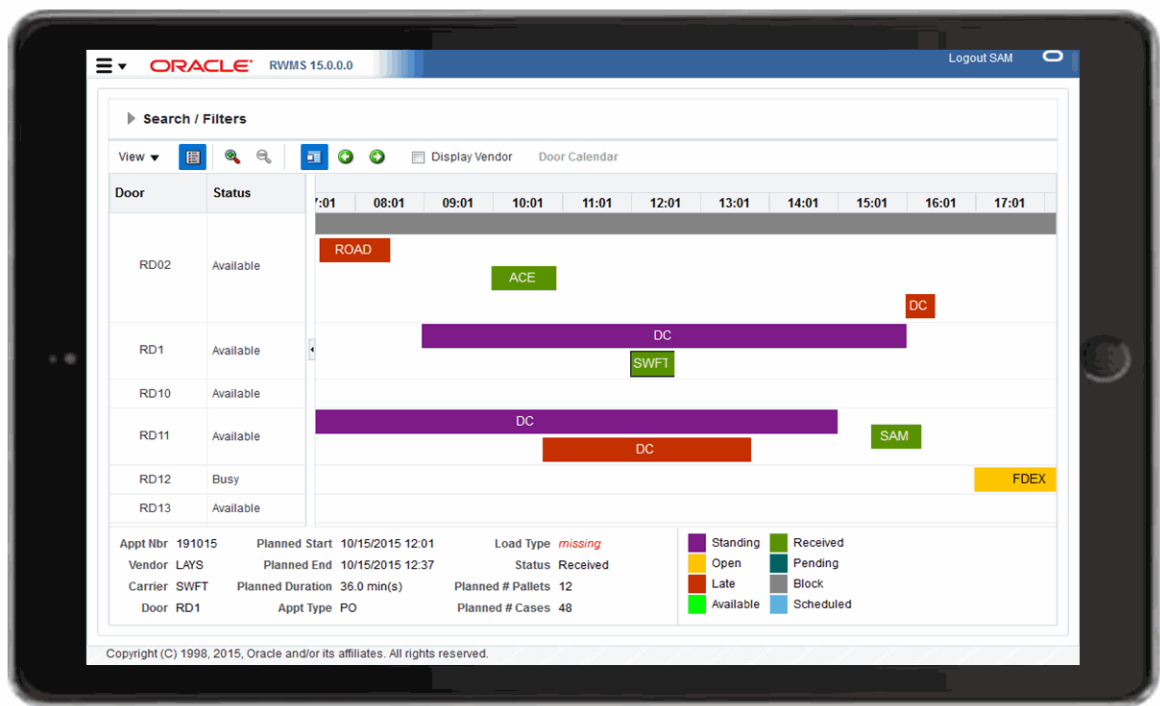 ORACLE RWMS 15.0.0.0 Logout SAM
Search / Filters
View Display Vendor Door Calendar
Door Status
7:01 08:01 09:01 10:01 11:01 12:01 13:01 14:01 15:01 16:01 17:01
ROAD
RD02 Available
ACE
DC
DC
RD1 Available
SWFT
RD10 Available
DC
RD11 Available SAM
DC
RD12 Busy FDEX
RD13 Available
Appt Nbr 191015 Planned Start 10/15/2015 12:01 Load Type missing Standing Received
Vendor LAYS Planned End 10/15/2015 12:37 Status Received Open Pending
Carrier SWFT Planned Duration 36.0 min(s) Planned # Pallets 12 Late Block
Door RD1 Appt Type PO Planned # Cases 48 Available Scheduled
Copyright (C) 1998, 2015, Oracle and/or its affiliates. All rights reserved.